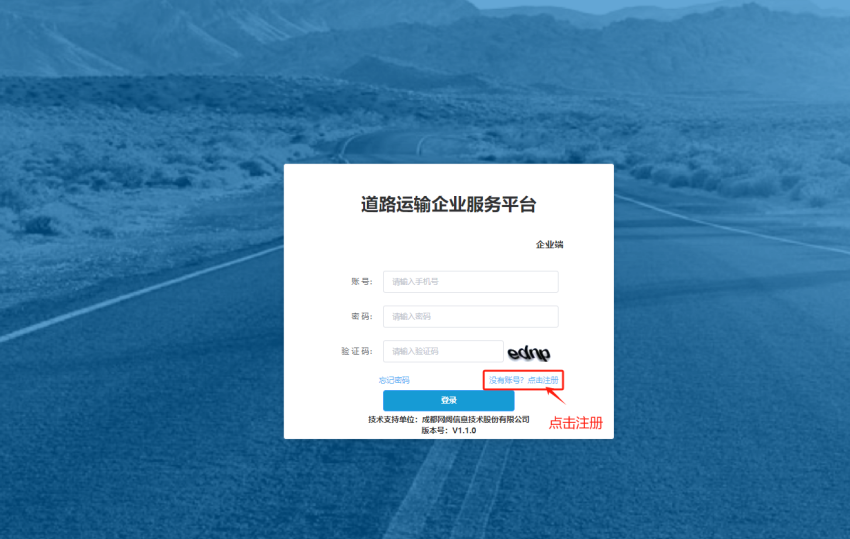 道路运输企业服务平台
企业端
账 号: 请输入手机号
密 码: 请输入密码
验 证 码: 请输入验证码 ednp
忘记密码 没有账号? 点击注册
登录
点击注册
技术支持单位: 成都网阔信息技术股份有限公司
版本号: V1.1.0